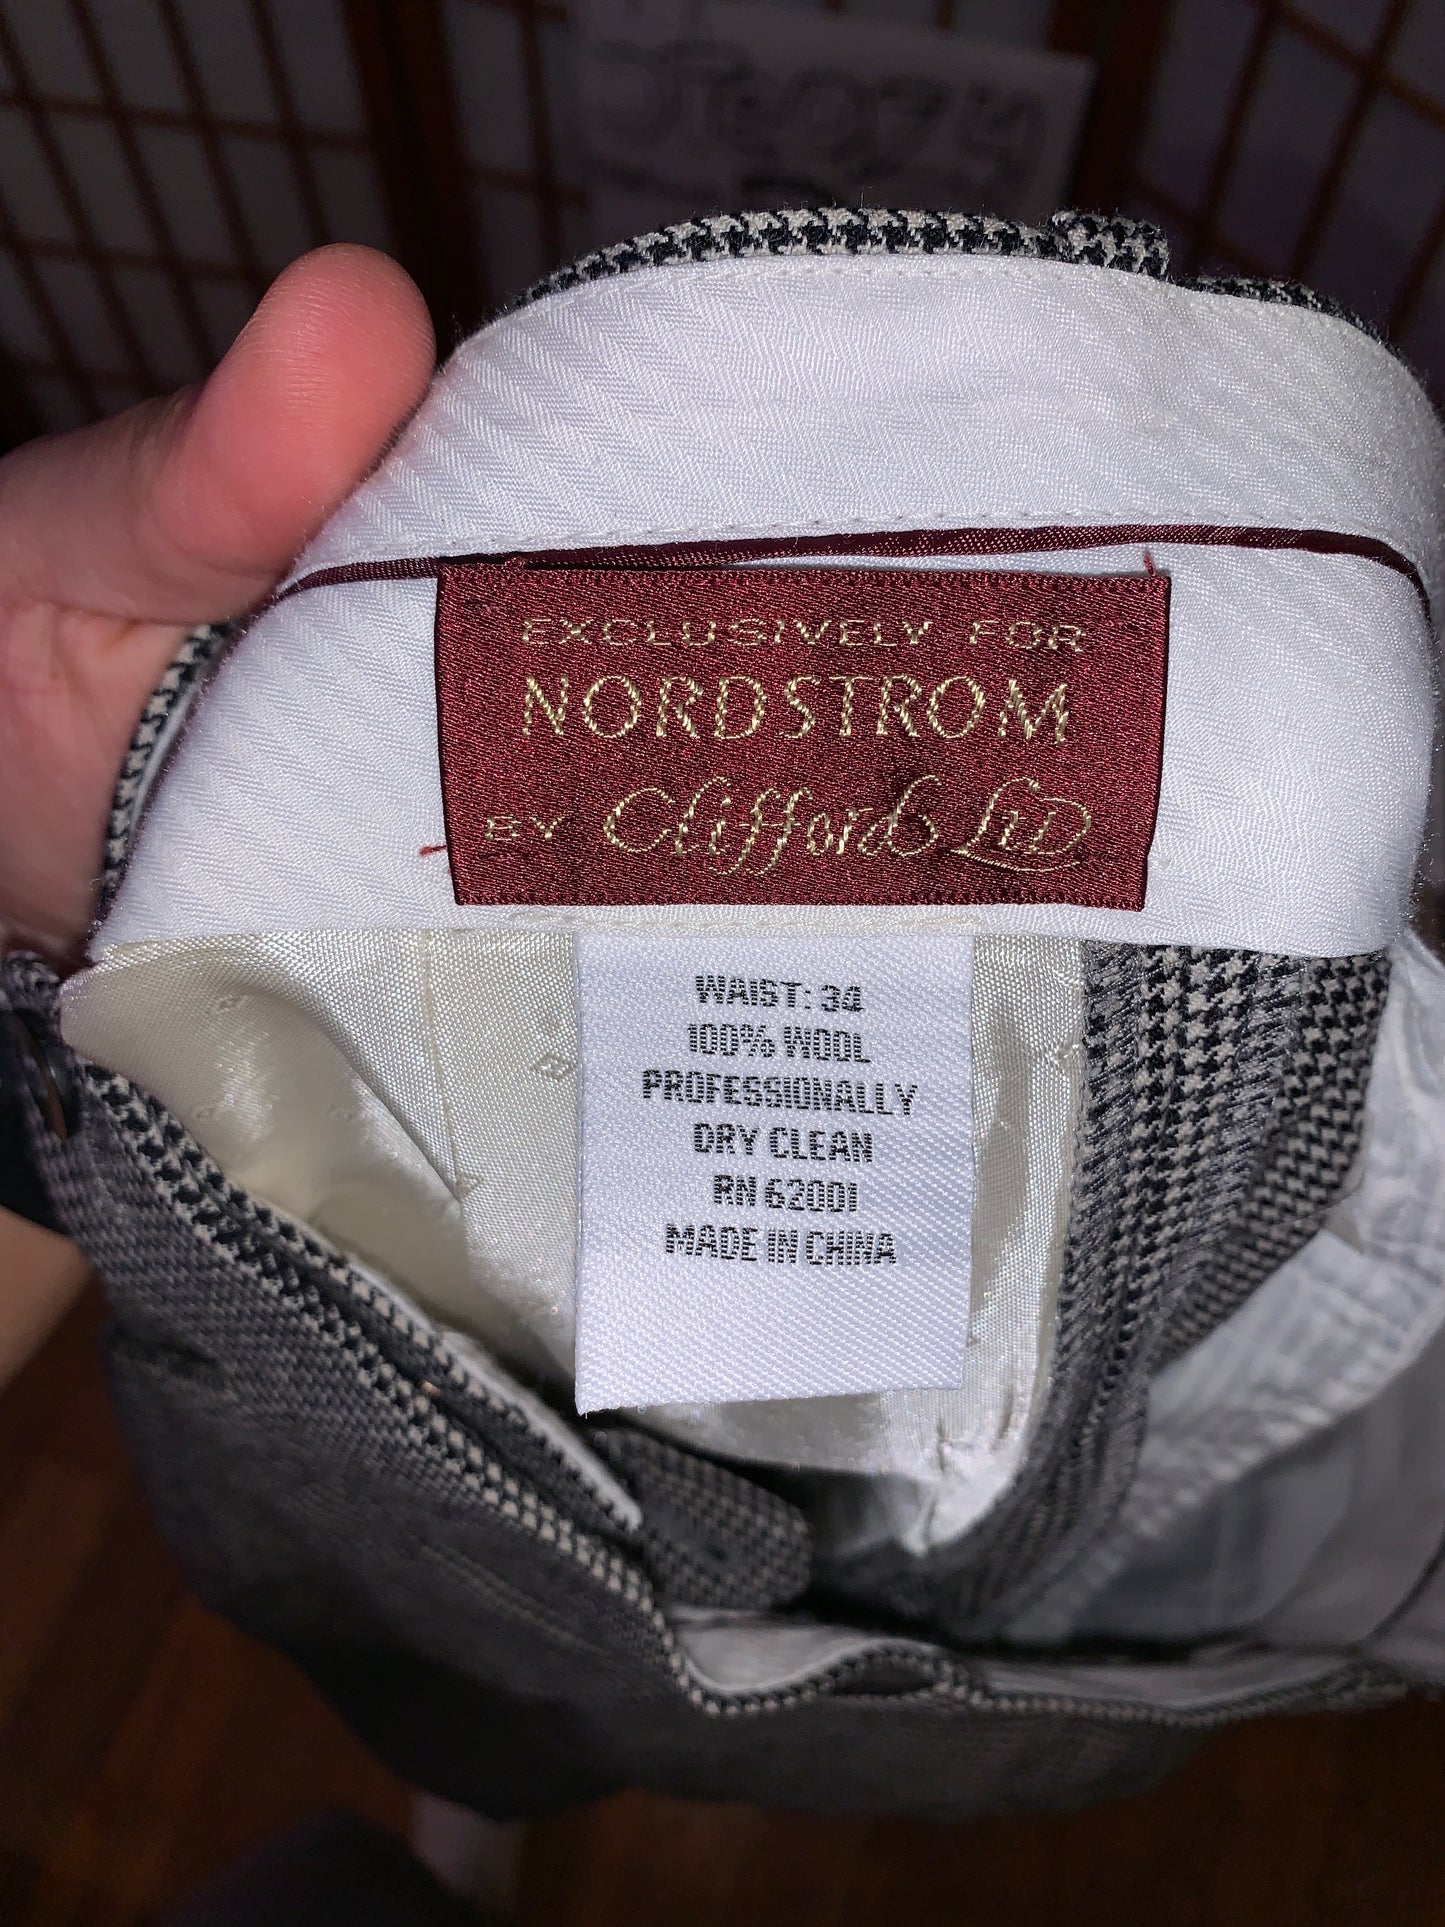 EXCLUSIVELY FOR
NORDSTROM
BY Clifford Ltd
WAIST: 34
100% WOOL
PROFESSIONALLY
DRY CLEAN
RN 62001
MADE IN CHINA